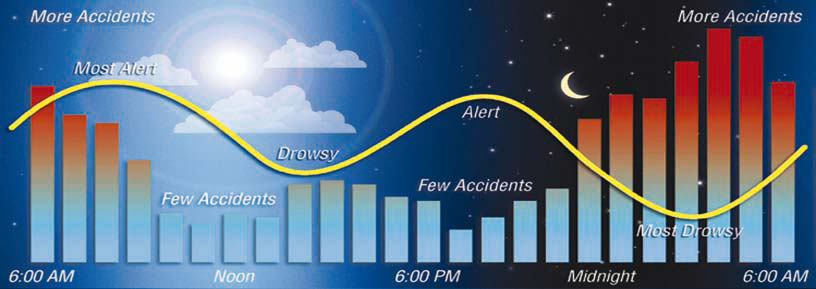 More Accidents
More Accidents
Most Alert
Alert
Drowsy
Few Accidents
Few Accidents
Most Drowsy
6:00 AM
Noon
6:00 PM
Midnight
6:00 AM